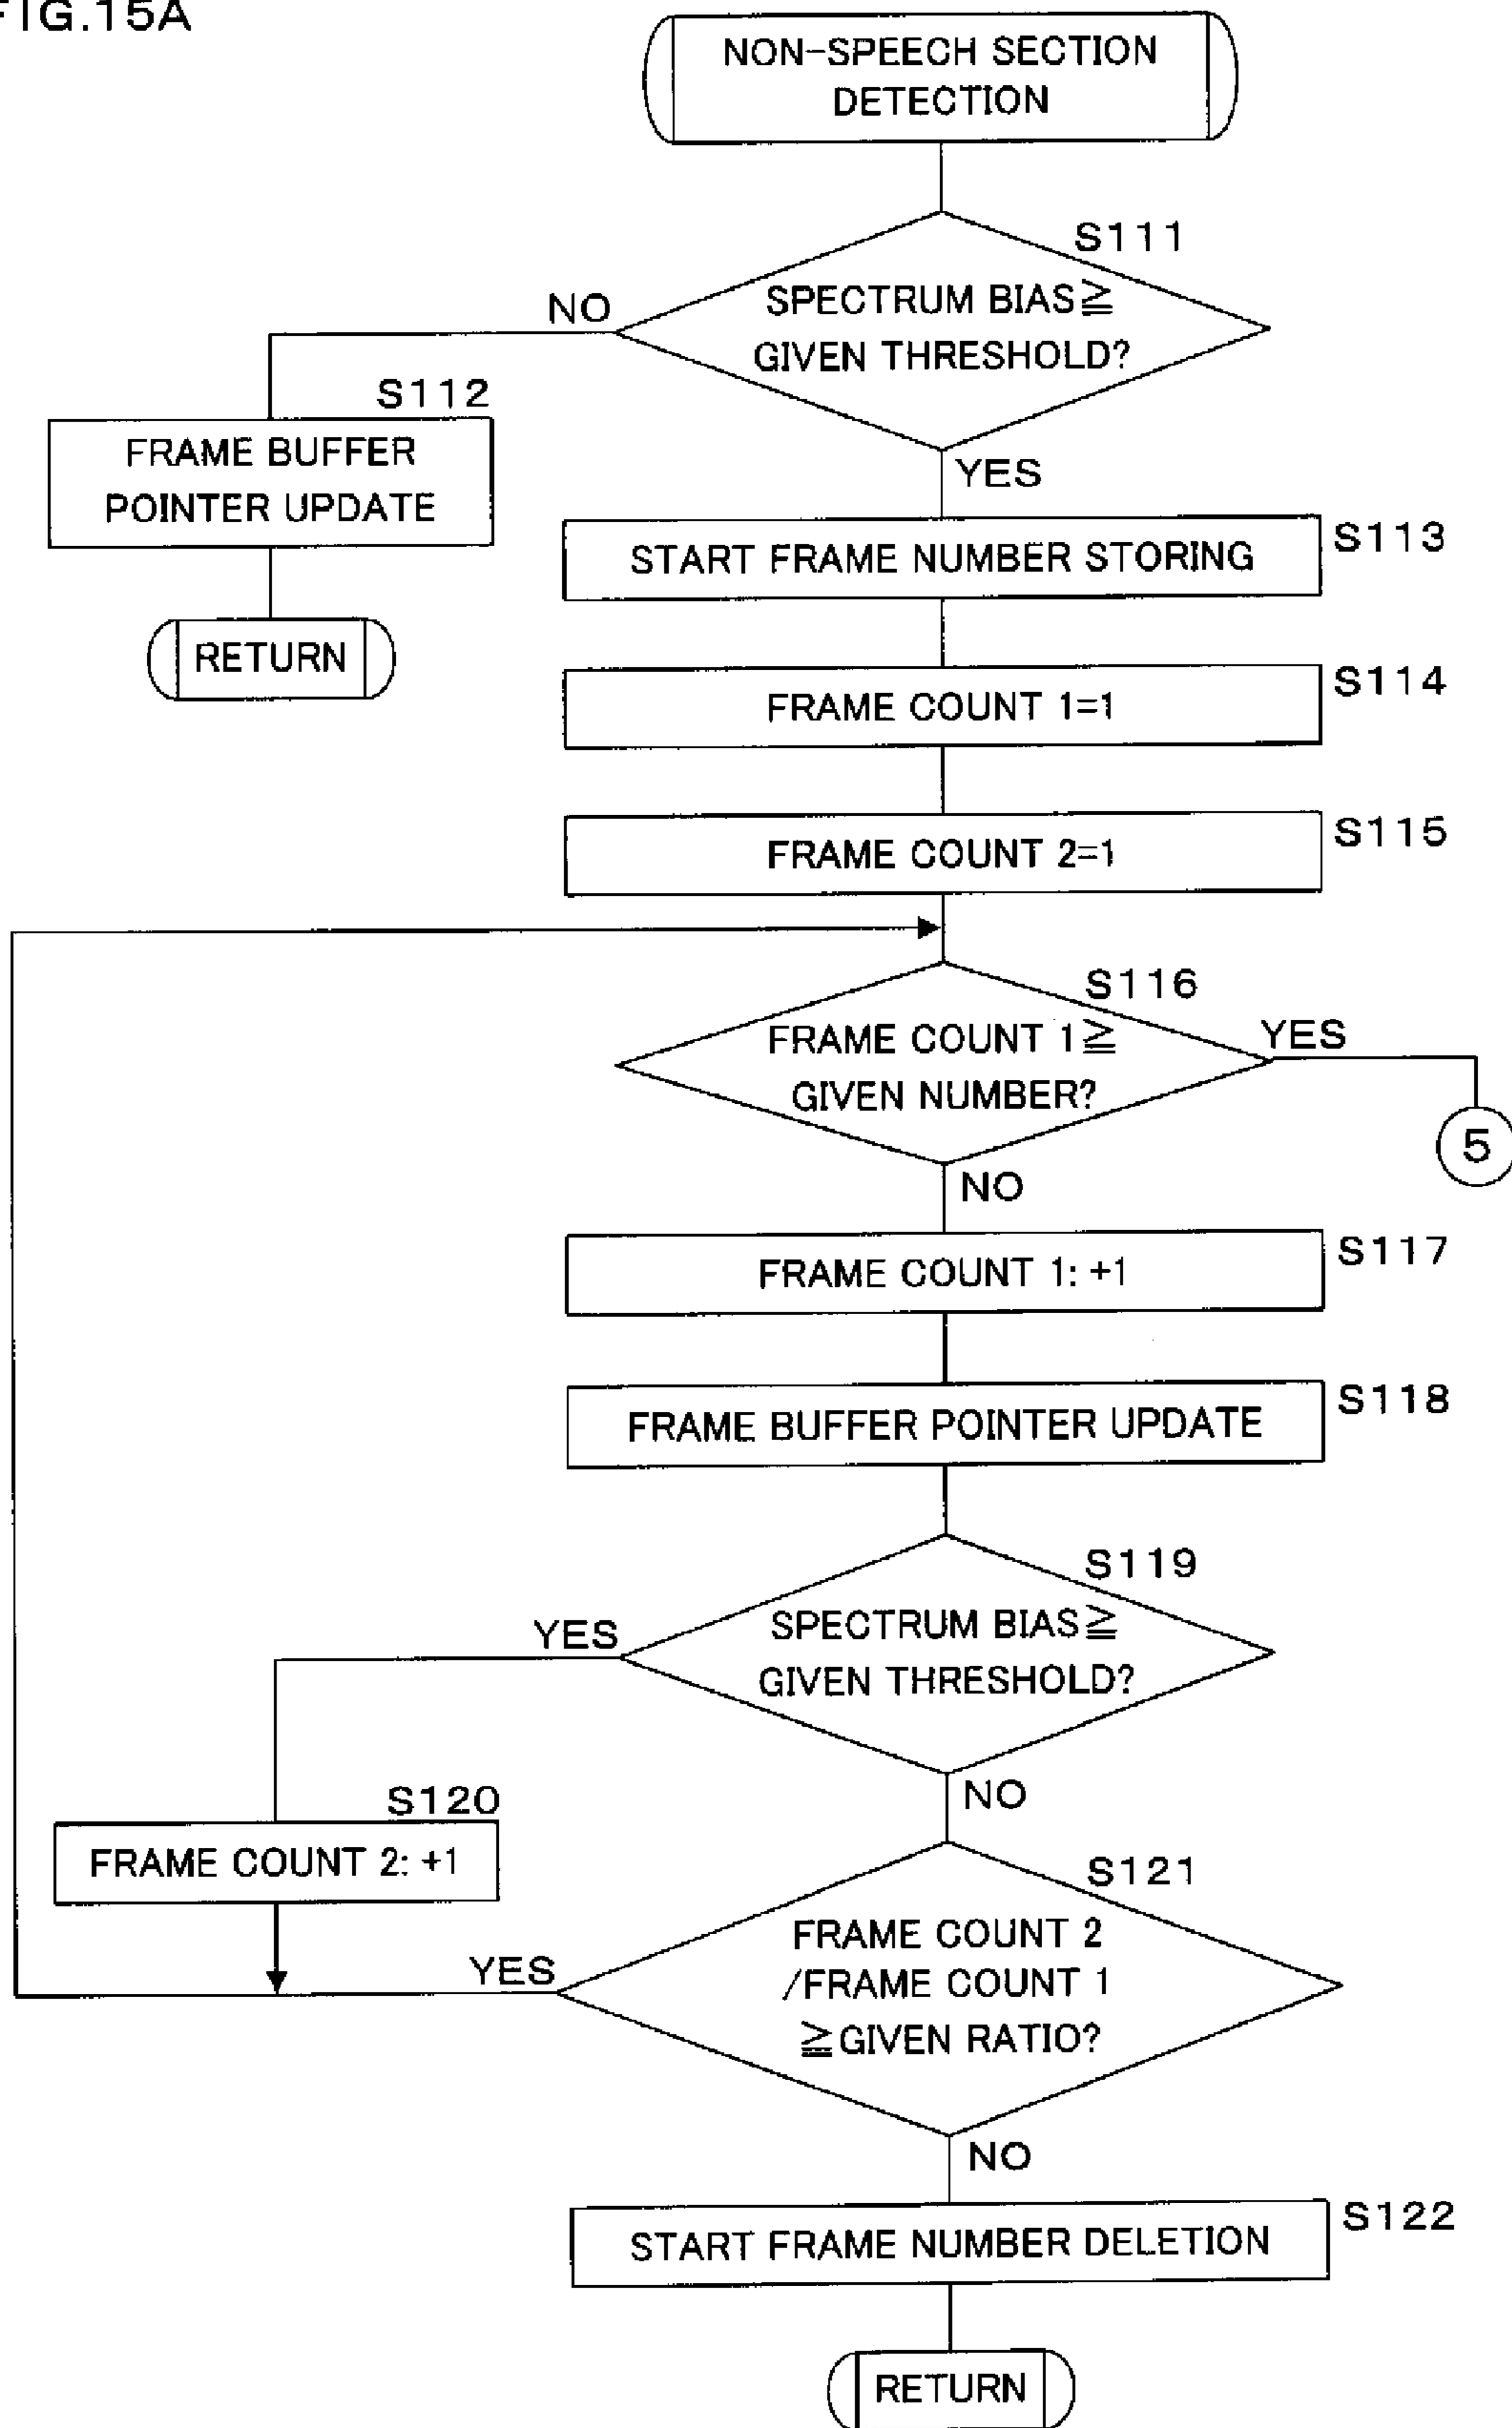 FIG.15A
NON-SPEECH SECTION
DETECTION
S111
SPECTRUM BIAS≧
GIVEN THRESHOLD?
NO
YES
S112
FRAME BUFFER
POINTER UPDATE
RETURN
START FRAME NUMBER STORING
S113
FRAME COUNT 1=1
S114
FRAME COUNT 2=1
S115
S116
FRAME COUNT 1≧
GIVEN NUMBER?
YES
5
NO
FRAME COUNT 1: +1
S117
FRAME BUFFER POINTER UPDATE
S118
S119
SPECTRUM BIAS≧
GIVEN THRESHOLD?
YES
NO
S120
FRAME COUNT 2: +1
S121
FRAME COUNT 2
/FRAME COUNT 1
≧GIVEN RATIO?
YES
NO
START FRAME NUMBER DELETION
S122
RETURN